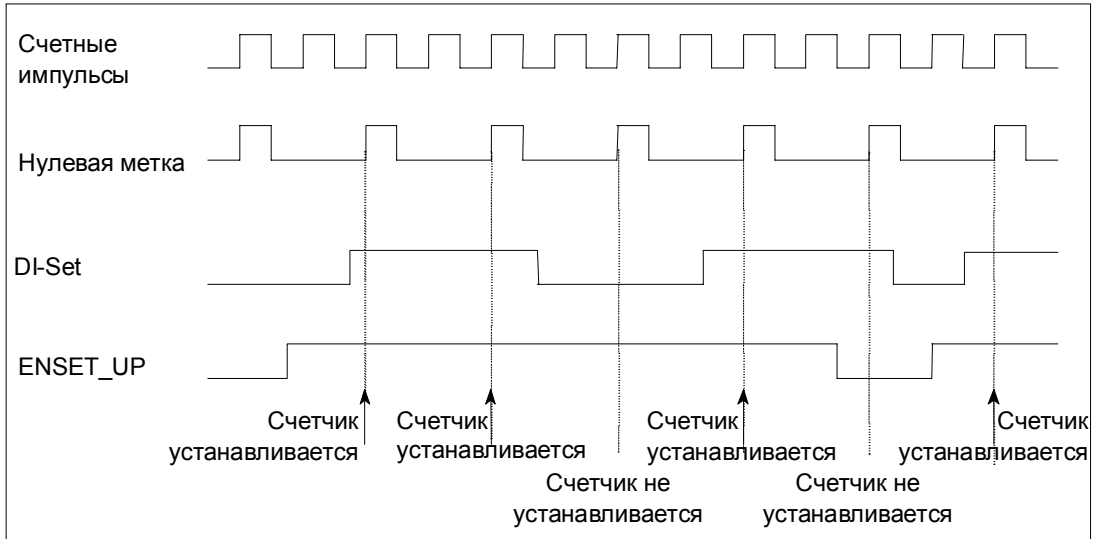 Счетные
импульсы
Нулевая метка
DI-Set
ENSET_UP
Счетчик
устанавливается
Счетчик
устанавливается
Счетчик не
устанавливается
Счетчик
устанавливается
Счетчик не
устанавливается
Счетчик
устанавливается